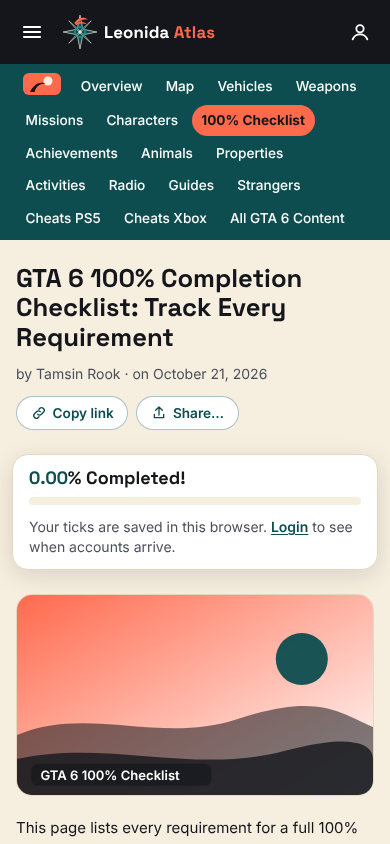 Leonida Atlas
Overview Map Vehicles Weapons
Missions Characters 100% Checklist
Achievements Animals Properties
Activities Radio Guides Strangers
Cheats PS5 Cheats Xbox All GTA 6 Content
GTA 6 100% Completion
Checklist: Track Every
Requirement
by Tamsin Rook · on October 21, 2026
Copy link Share...
0.00% Completed!
Your ticks are saved in this browser. Login to see
when accounts arrive.
GTA 6 100% Checklist
This page lists every requirement for a full 100%